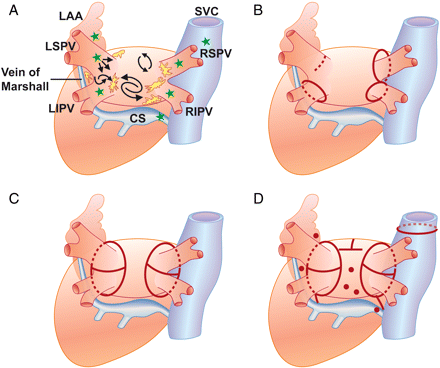 A
LAA
SVC
LSPV
RSPV
Vein of
Marshall
LIPV
CS
RIPV
B
C
D